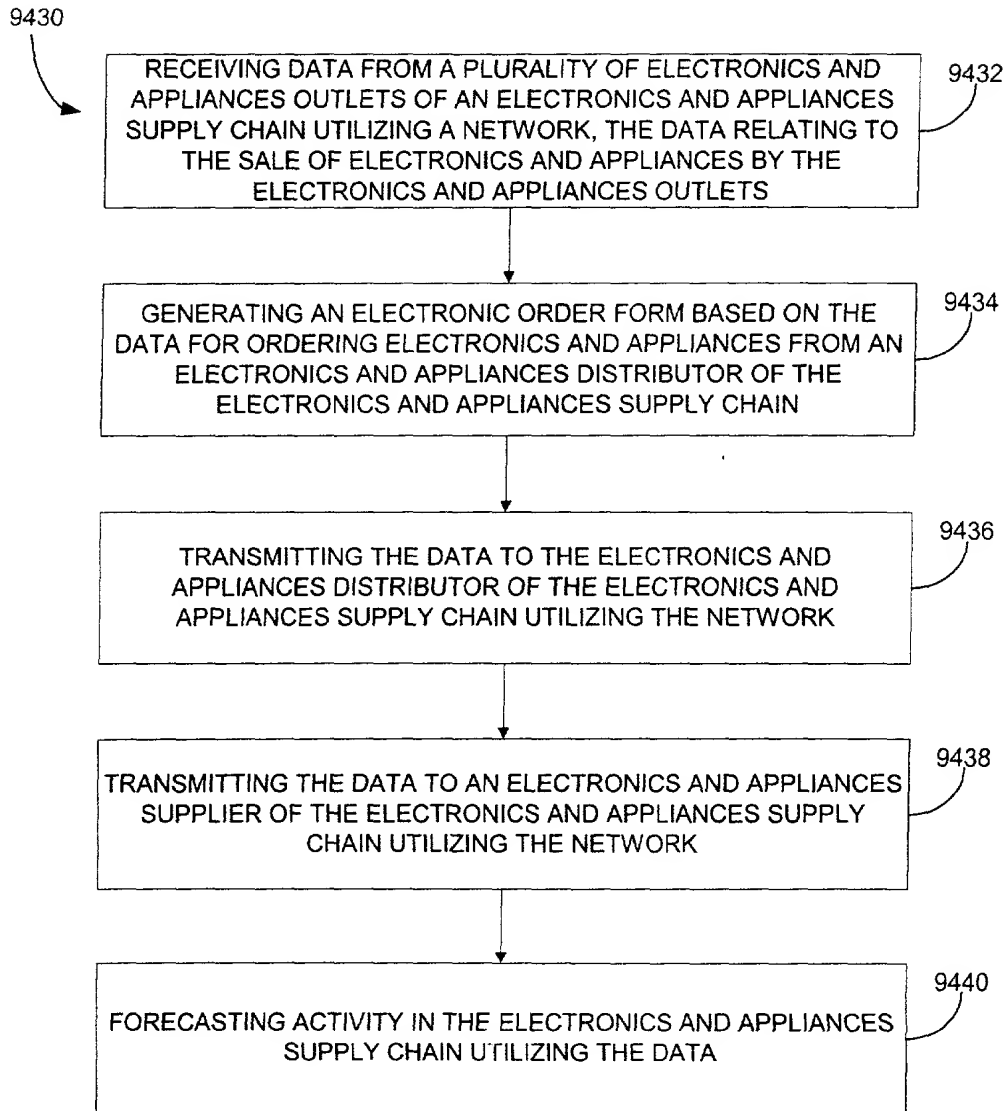 9430
RECEIVING DATA FROM A PLURALITY OF ELECTRONICS AND
APPLIANCES OUTLETS OF AN ELECTRONICS AND APPLIANCES
SUPPLY CHAIN UTILIZING A NETWORK, THE DATA RELATING TO
THE SALE OF ELECTRONICS AND APPLIANCES BY THE
ELECTRONICS AND APPLIANCES OUTLETS
9432
GENERATING AN ELECTRONIC ORDER FORM BASED ON THE
DATA FOR ORDERING ELECTRONICS AND APPLIANCES FROM AN
ELECTRONICS AND APPLIANCES DISTRIBUTOR OF THE
ELECTRONICS AND APPLIANCES SUPPLY CHAIN
9434
TRANSMITTING THE DATA TO THE ELECTRONICS AND
APPLIANCES DISTRIBUTOR OF THE ELECTRONICS AND
APPLIANCES SUPPLY CHAIN UTILIZING THE NETWORK
9436
TRANSMITTING THE DATA TO AN ELECTRONICS AND APPLIANCES
SUPPLIER OF THE ELECTRONICS AND APPLIANCES SUPPLY
CHAIN UTILIZING THE NETWORK
9438
FORECASTING ACTIVITY IN THE ELECTRONICS AND APPLIANCES
SUPPLY CHAIN UTILIZING THE DATA
9440